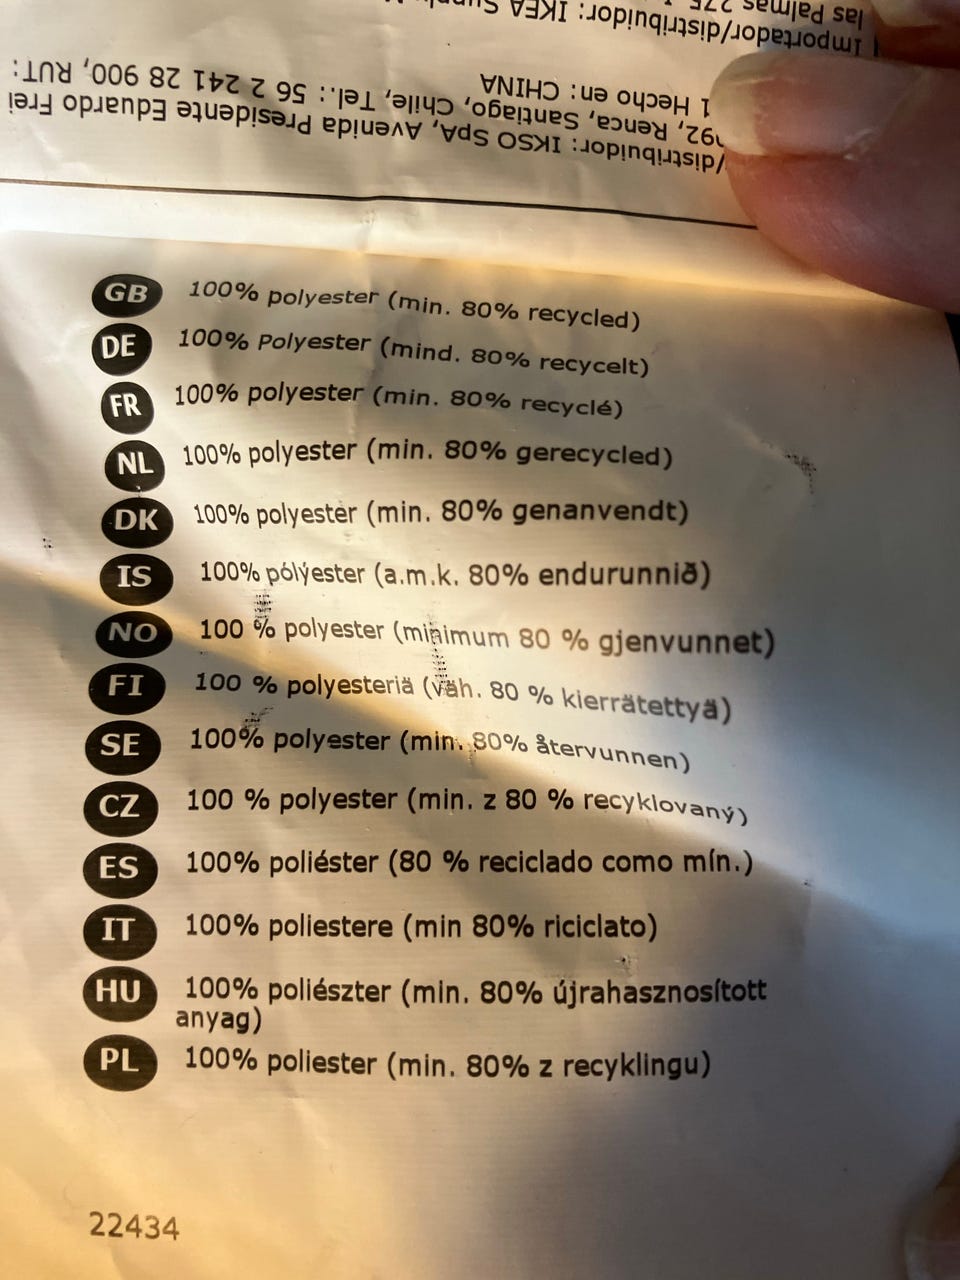 las Palmas 275
Importador/distribuidor: IKEA Supply
1 Hecho en: CHINA
092, Renca, Santiago, Chile, Tel.: 56 2 241 28 900, RUT:
/distribuidor: IKSO SpA, Avenida Presidente Eduardo Frei
GB 100% polyester (min. 80% recycled)
DE 100% Polyester (mind. 80% recycelt)
FR 100% polyester (min. 80% recyclé)
NL 100% polyester (min. 80% gerecycled)
DK 100% polyester (min. 80% genanvendt)
IS 100% pólýester (a.m.k. 80% endurunnið)
NO 100 % polyester (minimum 80 % gjenvunnet)
FI 100 % polyesteriä (väh. 80 % kierrätettyä)
SE 100% polyester (min. 80% återvunnen)
CZ 100 % polyester (min. z 80 % recyklovaný)
ES 100% poliéster (80 % reciclado como mín.)
IT 100% poliestere (min 80% riciclato)
HU 100% poliészter (min. 80% újrahasznosított
anyag)
PL 100% poliester (min. 80% z recyklingu)
22434